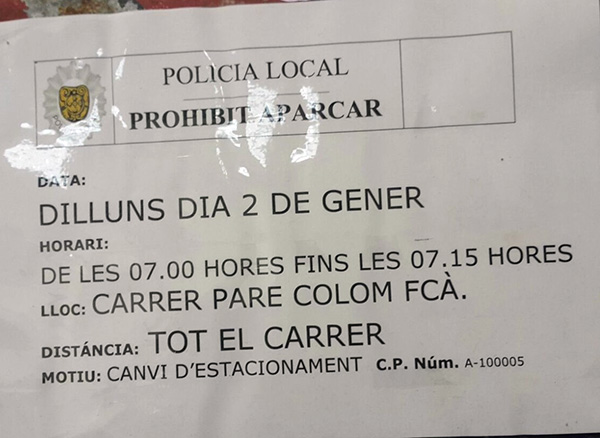 POLICIA LOCAL
PROHIBIT APARCAR
DATA:
DILLUNS DIA 2 DE GENER
HORARI:
DE LES 07.00 HORES FINS LES 07.15 HORES
LLOC: CARRER PARE COLOM FCÀ.
DISTÁNCIA: TOT EL CARRER
MOTIU: CANVI D'ESTACIONAMENT C.P. Núm. A-100005